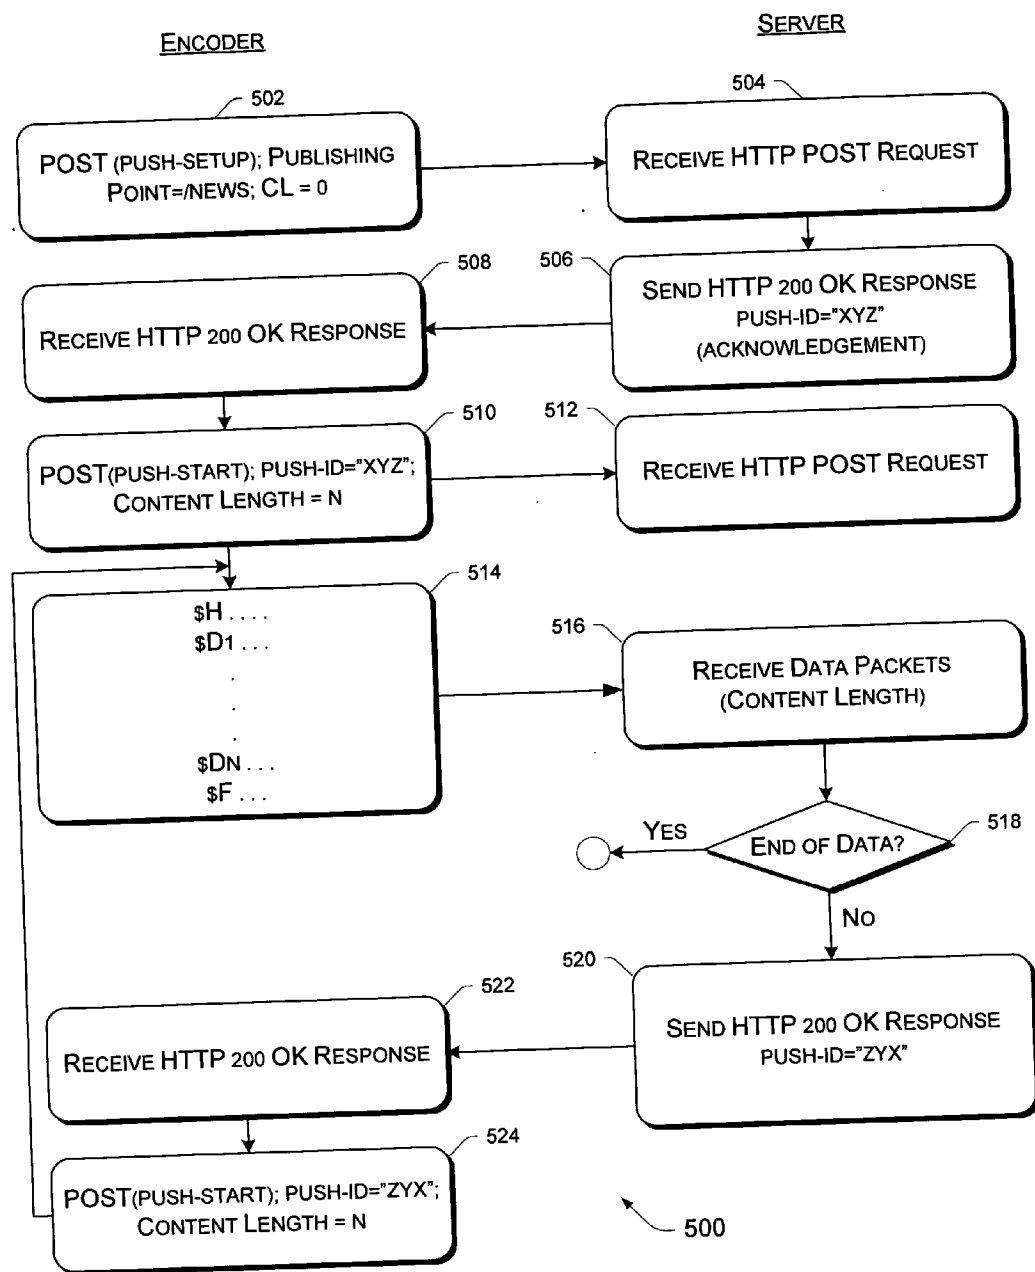 ENCODER
SERVER
502
504
POST (PUSH-SETUP); PUBLISHING
POINT=/NEWS; CL = 0
RECEIVE HTTP POST REQUEST
508
506
RECEIVE HTTP 200 OK RESPONSE
SEND HTTP 200 OK RESPONSE
PUSH-ID="XYZ"
(ACKNOWLEDGEMENT)
510
512
POST(PUSH-START); PUSH-ID="XYZ";
CONTENT LENGTH = N
RECEIVE HTTP POST REQUEST
514
$H ....
$D1 ...
.
.
.
$DN ...
$F ...
516
RECEIVE DATA PACKETS
(CONTENT LENGTH)
518
END OF DATA?
YES
NO
520
SEND HTTP 200 OK RESPONSE
PUSH-ID="ZYX"
522
RECEIVE HTTP 200 OK RESPONSE
524
POST(PUSH-START); PUSH-ID="ZYX";
CONTENT LENGTH = N
500